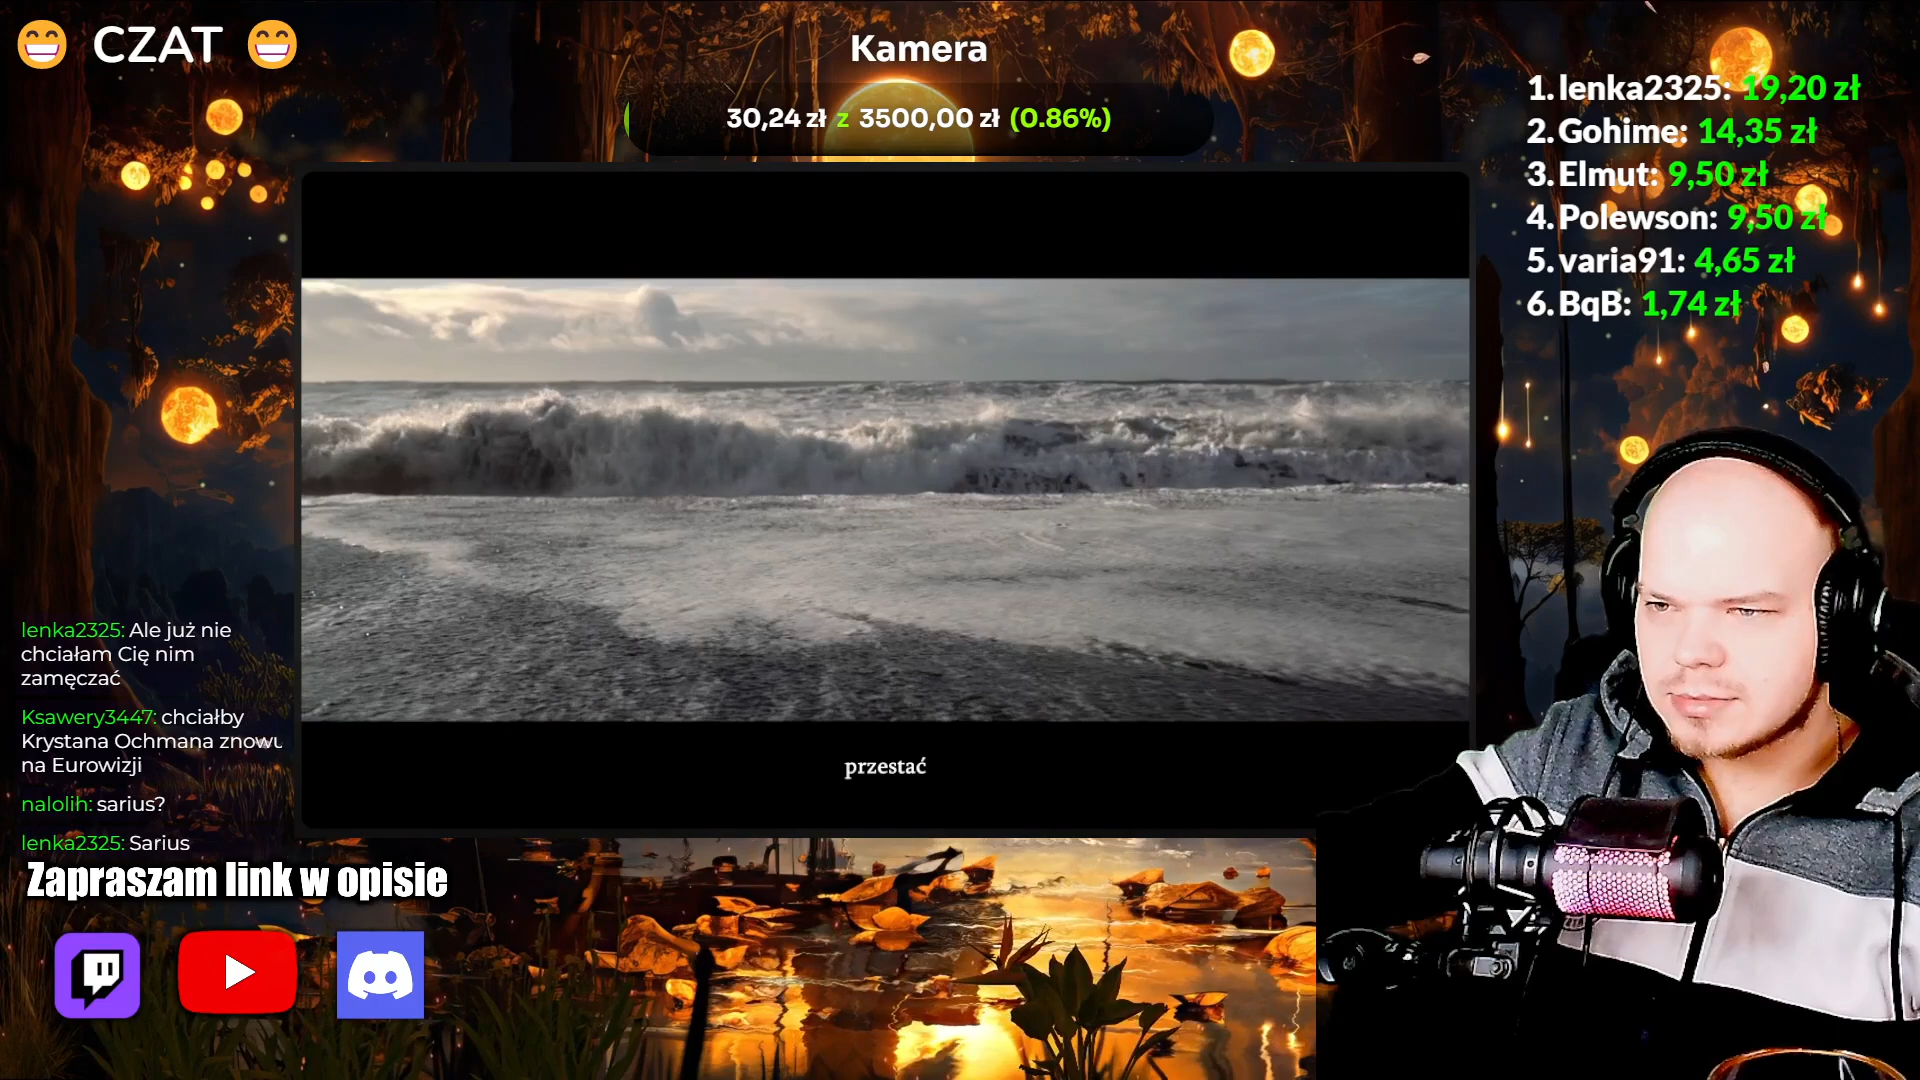 CZAT
Kamera
30,24 zł z 3500,00 zł (0.86%)
1. lenka2325: 19,20 zł
2. Gohime: 14,35 zł
3. Elmut: 9,50 zł
4. Polewson: 9,50 zł
5. varia91: 4,65 zł
6. BqB: 1,74 zł
lenka2325: Ale już nie
chciałam Cię nim
zamęczać
Ksawery3447: chciałby
Krystana Ochmana znowu
na Eurowizji
nalolih: sarius?
lenka2325: Sarius
przestać
Zapraszam link w opisie